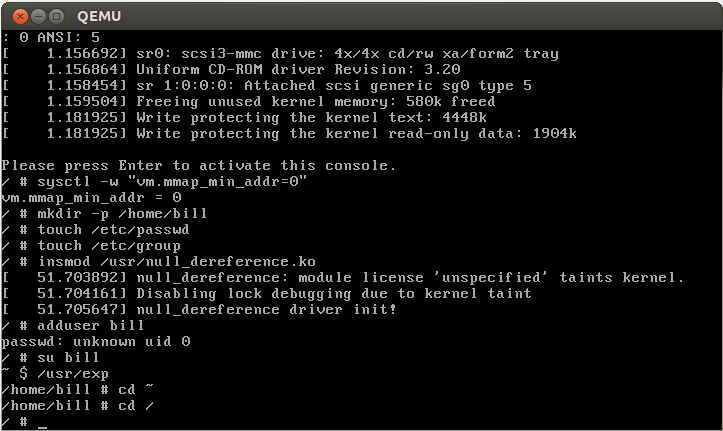 QEMU
: 0 ANSI: 5
[    1.156692] sr0: scsi3-mmc drive: 4x/4x cd/rw xa/form2 tray
[    1.156864] Uniform CD-ROM driver Revision: 3.20
[    1.158454] sr 1:0:0:0: Attached scsi generic sg0 type 5
[    1.159504] Freeing unused kernel memory: 580k freed
[    1.181925] Write protecting the kernel text: 4448k
[    1.181925] Write protecting the kernel read-only data: 1904k
Please press Enter to activate this console.
/ # sysctl -w "vm.mmap_min_addr=0"
vm.mmap_min_addr = 0
/ # mkdir -p /home/bill
/ # touch /etc/passwd
/ # touch /etc/group
/ # insmod /usr/null_dereference.ko
[   51.703892] null_dereference: module license 'unspecified' taints kernel.
[   51.704161] Disabling lock debugging due to kernel taint
[   51.705647] null_dereference driver init!
/ # adduser bill
passwd: unknown uid 0
/ # su bill
~ $ /usr/exp
/home/bill # cd ~
/home/bill # cd /
/ # _